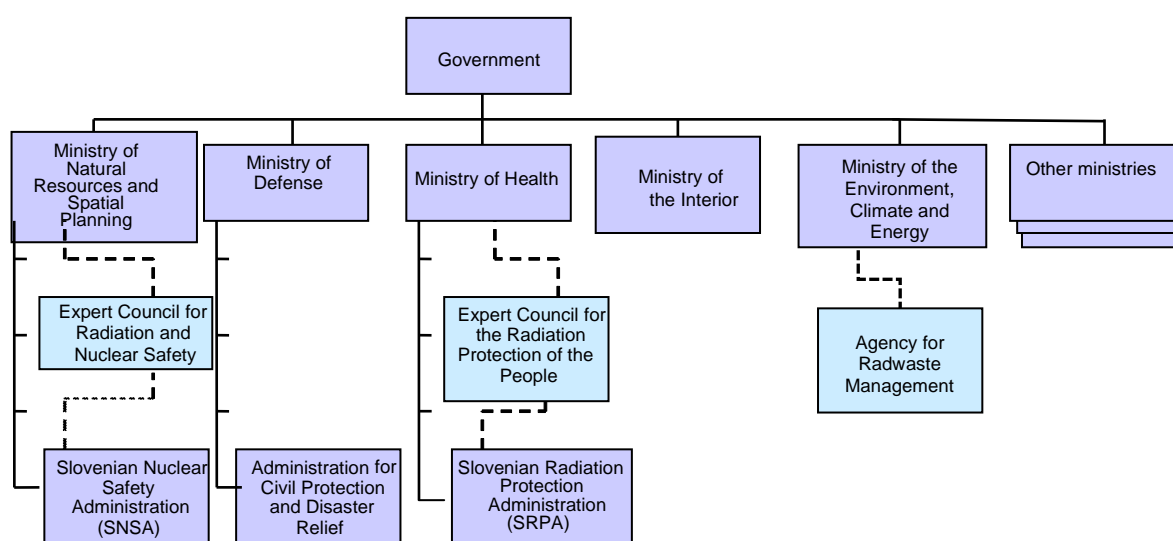 Government
Ministry of
Natural
Resources and
Spatial
Planning
Ministry of
Defense
Ministry of Health
Ministry of
the Interior
Ministry of the
Environment,
Climate and
Energy
Other ministries
Expert Council for
Radiation and
Nuclear Safety
Expert Council for
the Radiation
Protection of the
People
Agency for
Radwaste
Management
Slovenian Nuclear
Safety
Administration
(SNSA)
Administration for
Civil Protection
and Disaster
Relief
Slovenian Radiation
Protection
Administration
(SRPA)